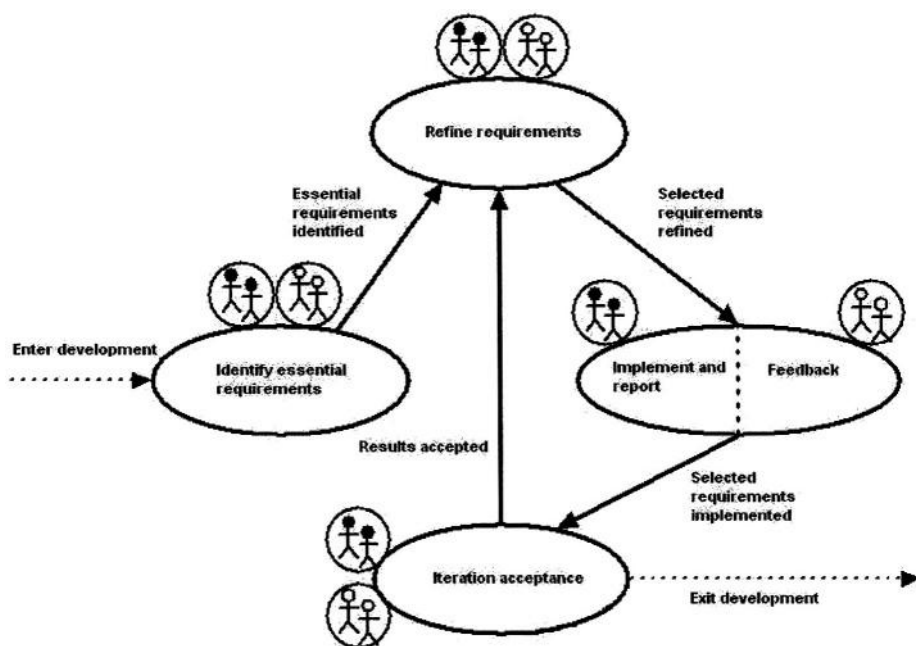 Refine requirements
Essential
requirements
identified
Selected
requirements
refined
Enter development
Identify essential
requirements
Implement and
report
Feedback
Results accepted
Selected
requirements
implemented
Iteration acceptance
Exit development